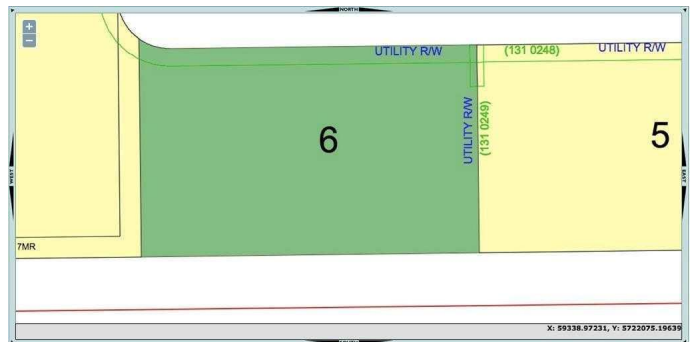 NORTH
+
−
UTILITY R/W
(131 0248)
UTILITY R/W
UTILITY R/W
(131 0249)
6
5
WEST
EAST
7MR
X: 59338.97231, Y: 5722075.19639